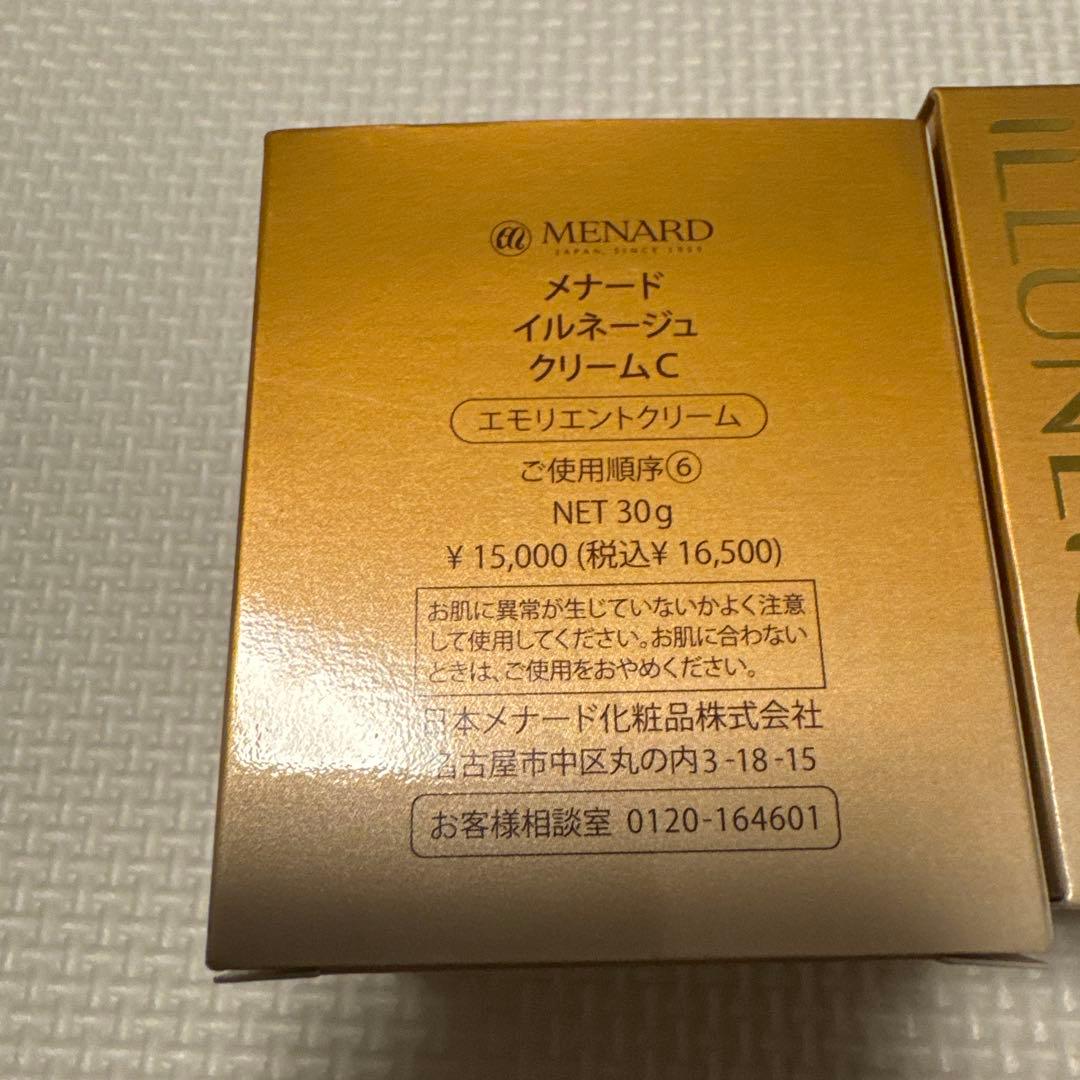 MENARD
JAPAN, SINCE 1959
メナード
イルネージュ
クリームC
エモリエントクリーム
ご使用順序⑥
NET 30g
¥15,000 (税込¥16,500)
お肌に異常が生じていないかよく注意
して使用してください。お肌に合わない
ときは、ご使用をおやめください。
日本メナード化粧品株式会社
名古屋市中区丸の内3-18-15
お客様相談室 0120-164601